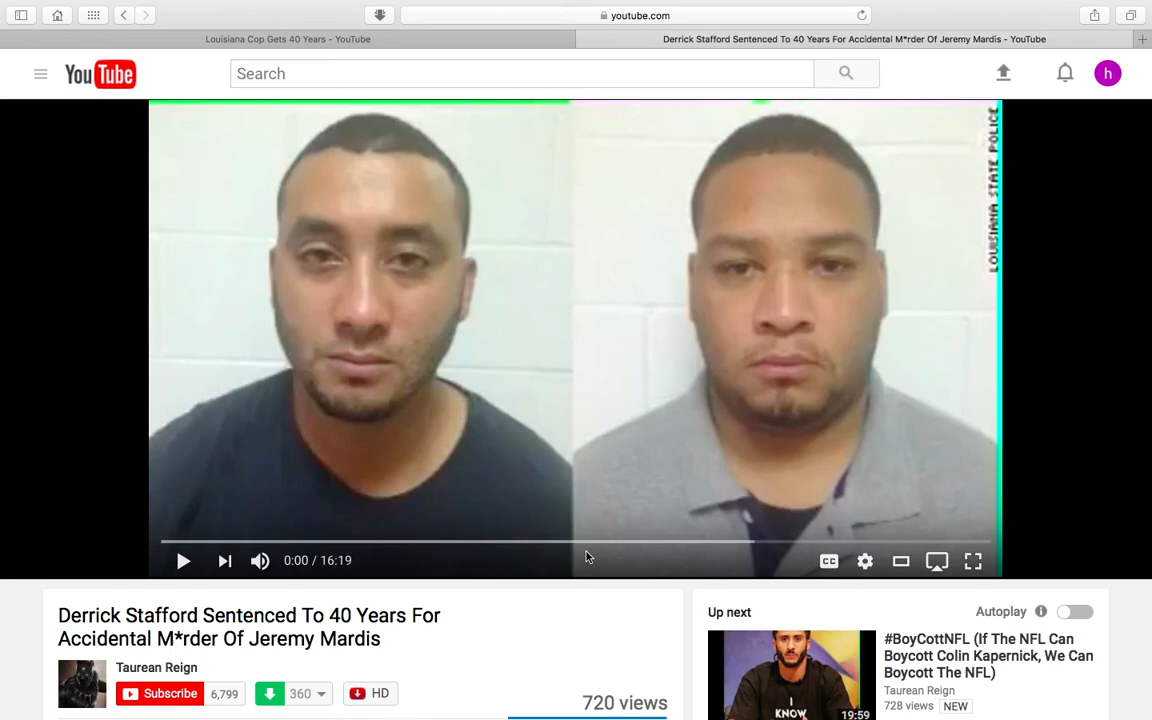 youtube.com
Louisiana Cop Gets 40 Years - YouTube
Derrick Stafford Sentenced To 40 Years For Accidental M*rder Of Jeremy Mardis - YouTube
YouTube
Search
h
LOUISIANA STATE POLICE
0:00 / 16:19
CC
Derrick Stafford Sentenced To 40 Years For
Accidental M*rder Of Jeremy Mardis
Taurean Reign
Subscribe
6,799
360
HD
720 views
Up next
Autoplay
#BoyCottNFL (If The NFL Can
Boycott Colin Kapernick, We Can
Boycott The NFL)
Taurean Reign
728 views
NEW
I
KNOW
19:59